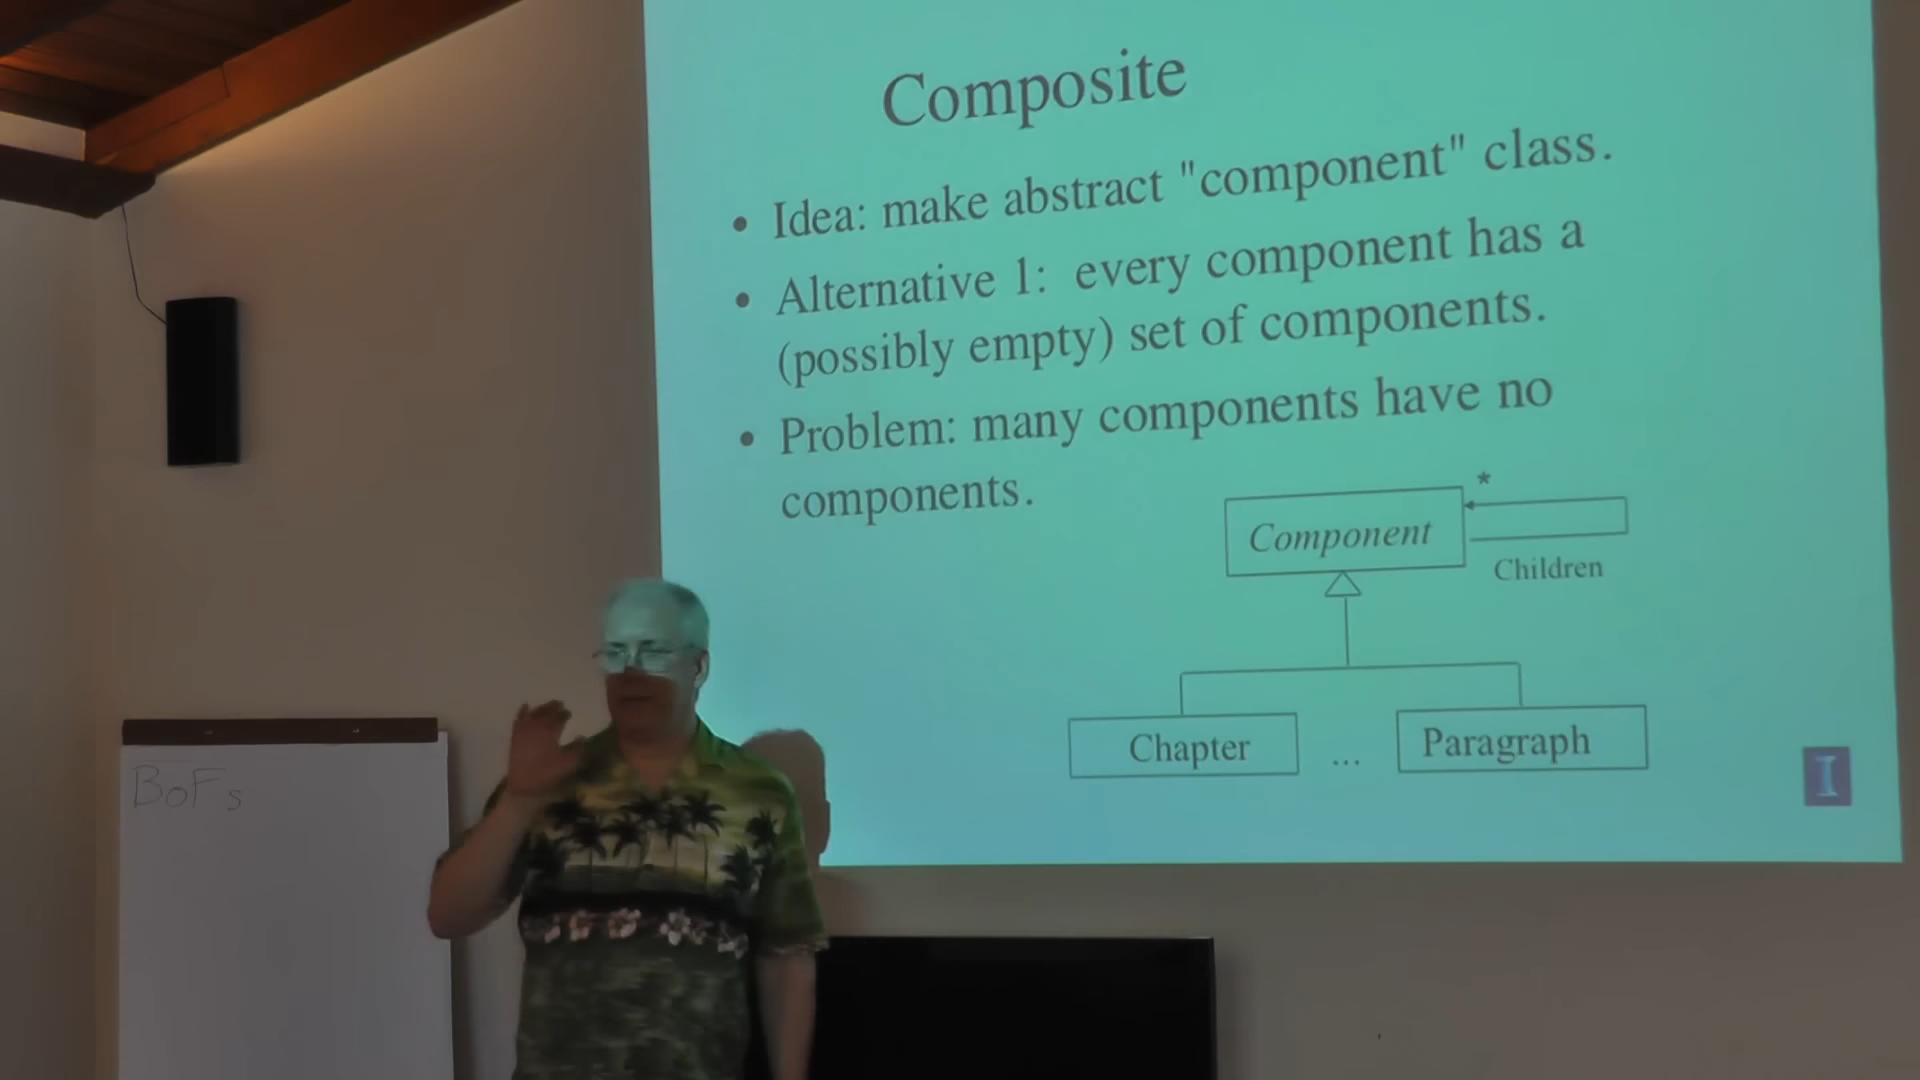 Composite
• Idea: make abstract "component" class.
• Alternative 1: every component has a
(possibly empty) set of components.
• Problem: many components have no
components.
*
Component
Children
Chapter
...
Paragraph
I
BoFs